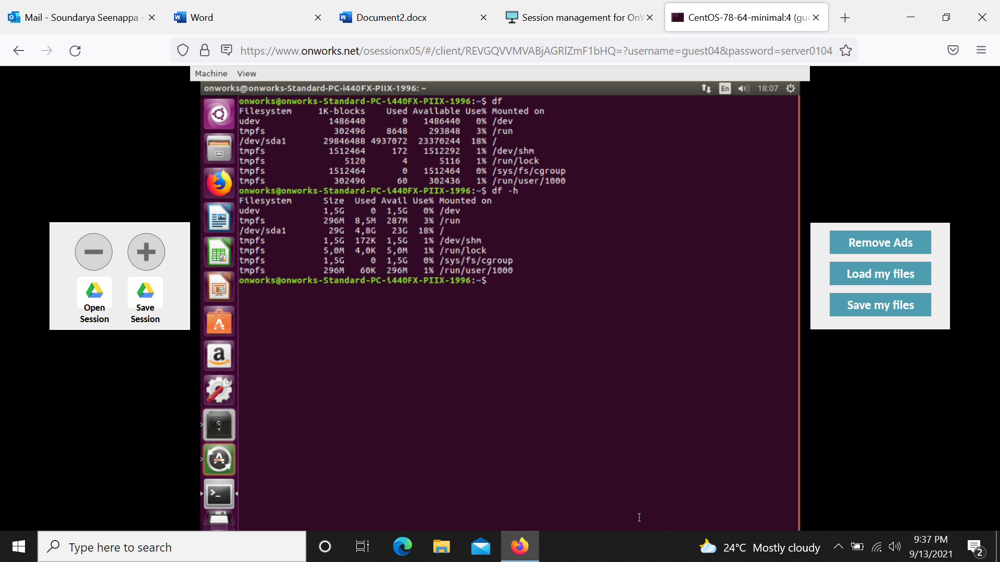 Mail - Soundarya Seenappa -
Word
Document2.docx
Session management for OnW
CentOS-78-64-minimal:4 (gue
https://www.onworks.net/osessionx05/#/client/REVGQVVMVABjAGRlZmF1bHQ=?username=guest04&password=server0104
Machine View
onworks@onworks-Standard-PC-i440FX-PIIX-1996: ~
En
18:07
onworks@onworks-Standard-PC-i440FX-PIIX-1996:~$ df
Filesystem     1K-blocks    Used Available Use% Mounted on
udev             1486440       0   1486440   0% /dev
tmpfs             302496    8648    293848   3% /run
/dev/sda1       29846488 4937072  23370244  18% /
tmpfs            1512464     172   1512292   1% /dev/shm
tmpfs               5120       4      5116   1% /run/lock
tmpfs            1512464       0   1512464   0% /sys/fs/cgroup
tmpfs             302496      60    302436   1% /run/user/1000
onworks@onworks-Standard-PC-i440FX-PIIX-1996:~$ df -h
Filesystem      Size  Used Avail Use% Mounted on
udev            1,5G     0  1,5G   0% /dev
tmpfs           296M  8,5M  287M   3% /run
/dev/sda1        29G  4,8G   23G  18% /
tmpfs           1,5G  172K  1,5G   1% /dev/shm
tmpfs           5,0M  4,0K  5,0M   1% /run/lock
tmpfs           1,5G     0  1,5G   0% /sys/fs/cgroup
tmpfs           296M   60K  296M   1% /run/user/1000
onworks@onworks-Standard-PC-i440FX-PIIX-1996:~$
Open Session
Save Session
Remove Ads
Load my files
Save my files
Type here to search
24°C Mostly cloudy
9:37 PM
9/13/2021
2